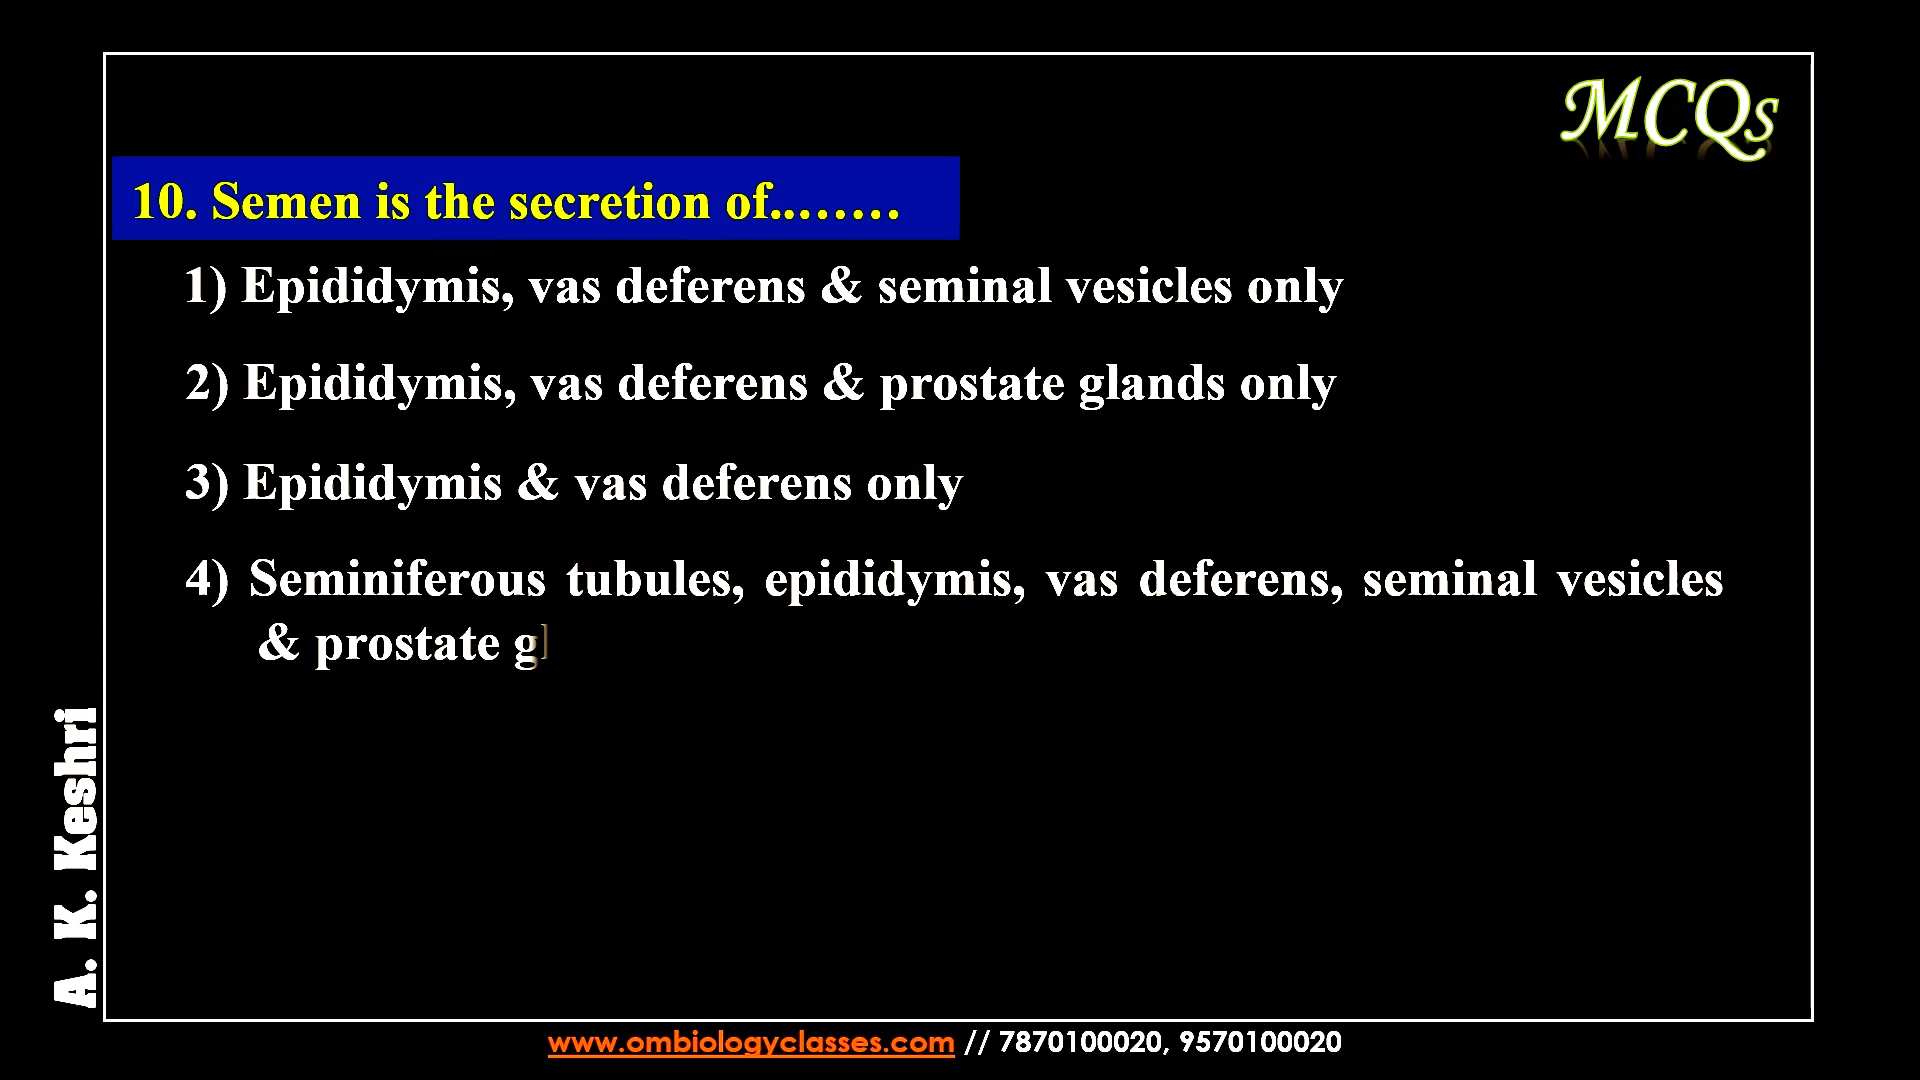 MCQs
10. Semen is the secretion of..……
1) Epididymis, vas deferens & seminal vesicles only
2) Epididymis, vas deferens & prostate glands only
3) Epididymis & vas deferens only
4) Seminiferous tubules, epididymis, vas deferens, seminal vesicles
& prostate gl
A. K. Keshri
www.ombiologyclasses.com // 7870100020, 9570100020